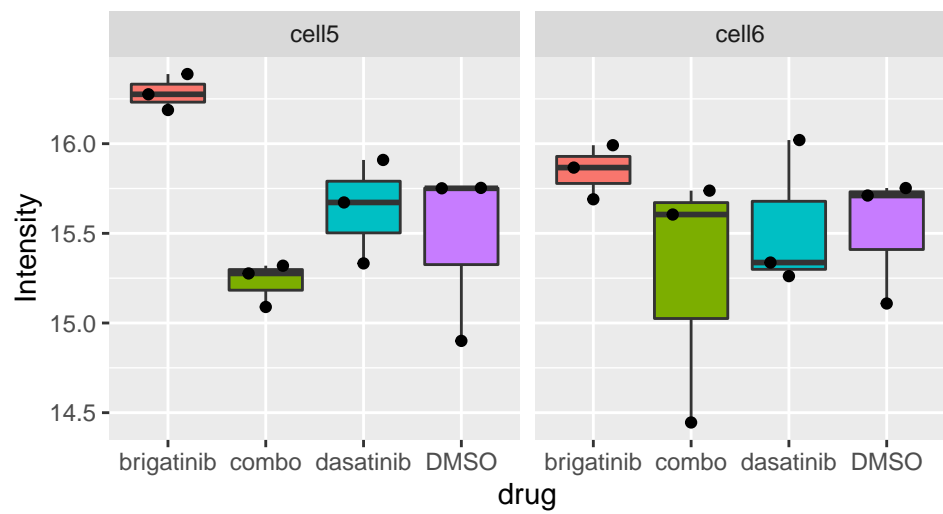 cell5 cell6
Intensity
16.0
15.5
15.0
14.5
brigatinib combo dasatinib DMSO brigatinib combo dasatinib DMSO
drug